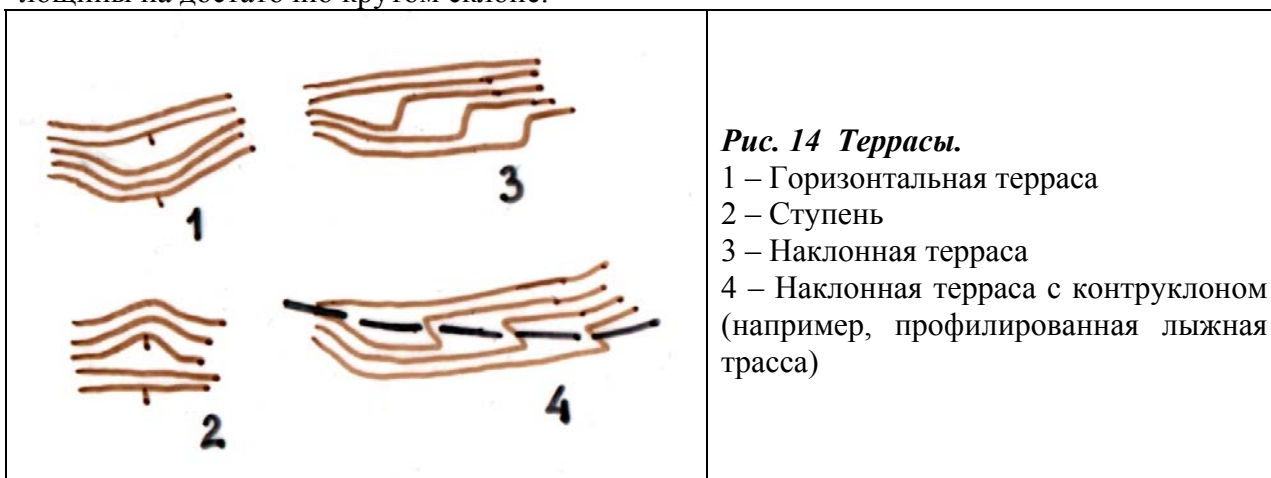 лощины на достаточно крутом склоне.
1
3
2
4
Рис. 14 Террасы.
1 – Горизонтальная терраса
2 – Ступень
3 – Наклонная терраса
4 – Наклонная терраса с контруклоном
(например, профилированная лыжная
трасса)